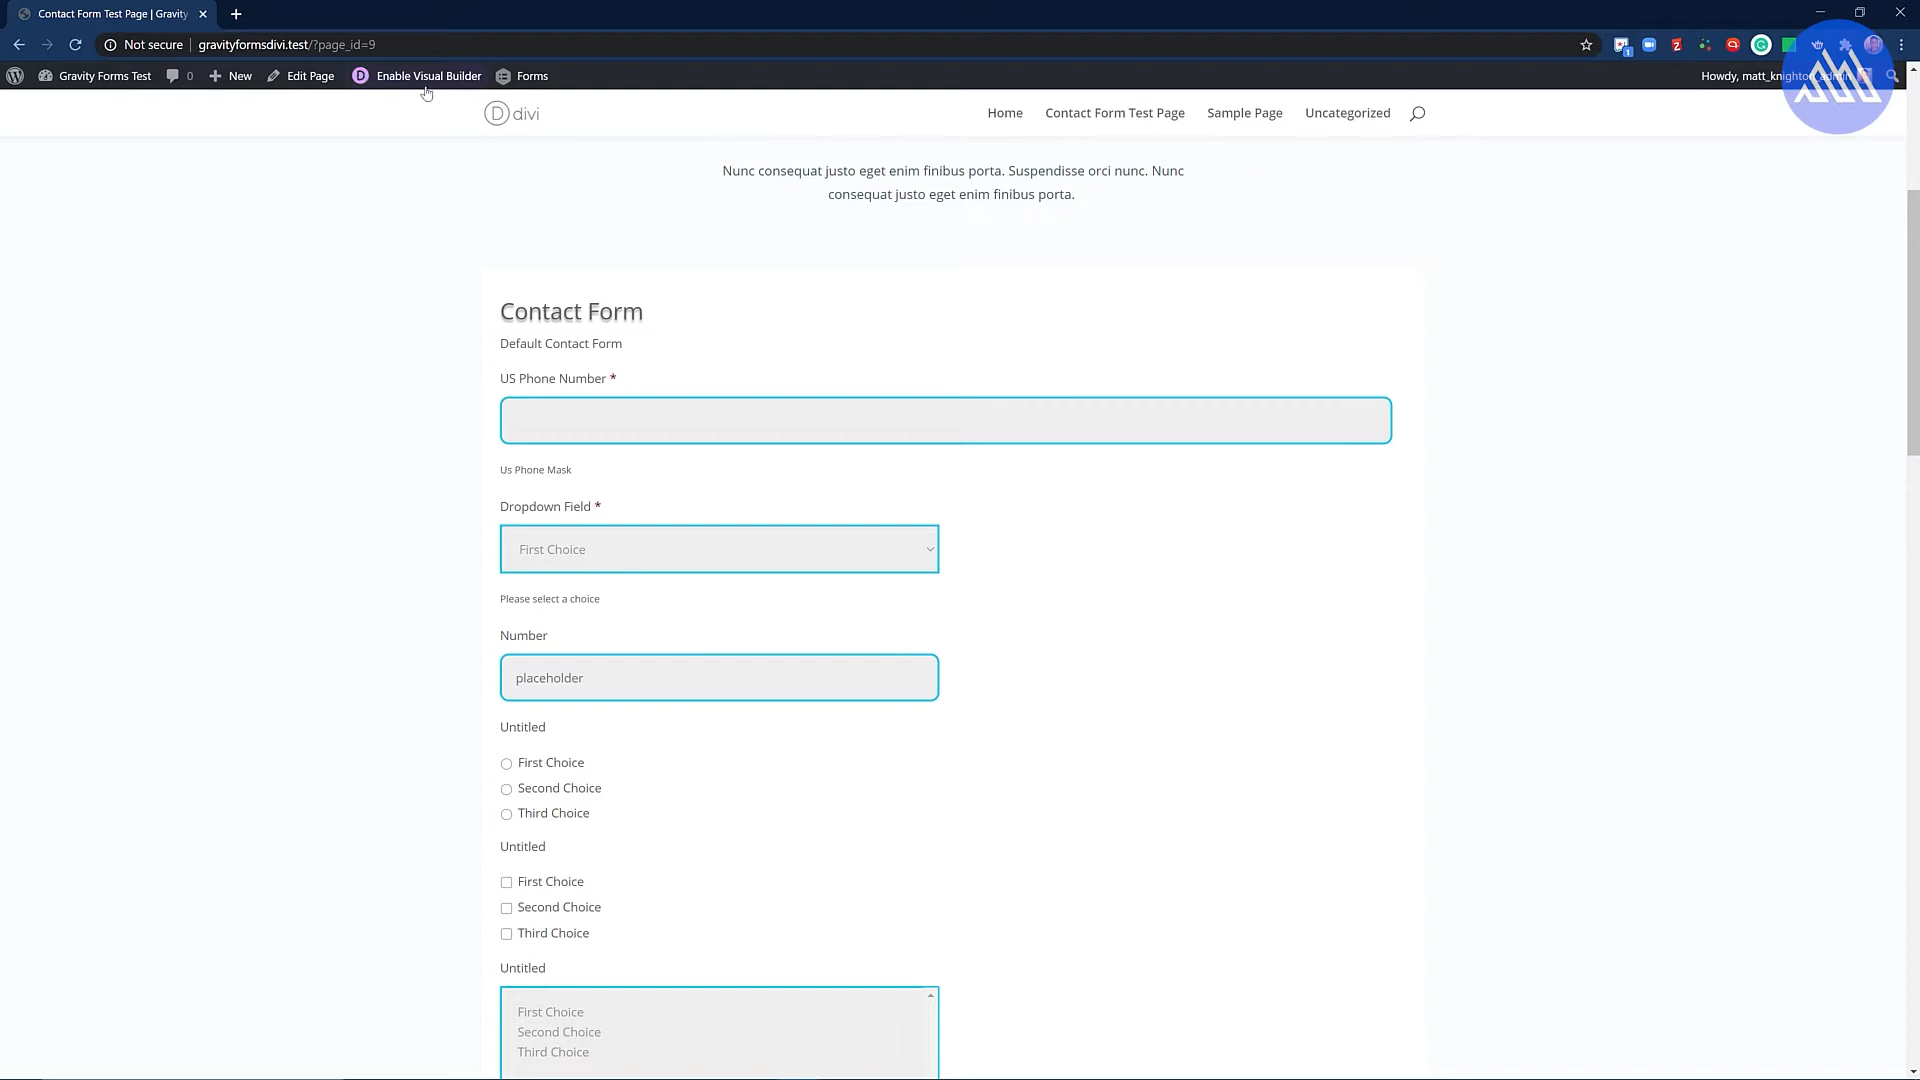 Contact Form Test Page | Gravity
Not secure
gravityformsdivi.test/?page_id=9
1
Gravity Forms Test
0
New
Edit Page
D
Enable Visual Builder
Forms
Howdy, matt_knighton_admin
D divi
Home
Contact Form Test Page
Sample Page
Uncategorized
Nunc consequat justo eget enim finibus porta. Suspendisse orci nunc. Nunc
consequat justo eget enim finibus porta.
Contact Form
Default Contact Form
US Phone Number *
Us Phone Mask
Dropdown Field *
First Choice
Please select a choice
Number
placeholder
Untitled
First Choice
Second Choice
Third Choice
Untitled
First Choice
Second Choice
Third Choice
Untitled
First Choice
Second Choice
Third Choice